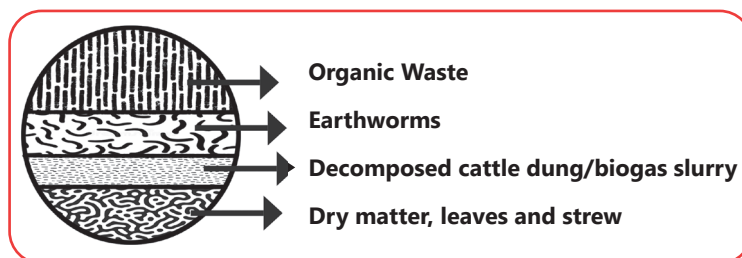 Organic Waste
Earthworms
Decomposed cattle dung/biogas slurry
Dry matter, leaves and strew